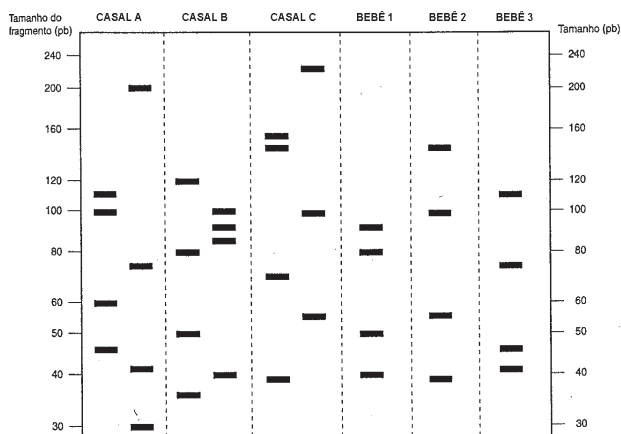 Tamanho do
fragmento (pb)
CASAL A CASAL B CASAL C BEBÊ 1 BEBÊ 2 BEBÊ 3
Tamanho (pb)
240 240
200 200
160 160
120 120
100 100
80 80
60 60
50 50
40 40
30 30